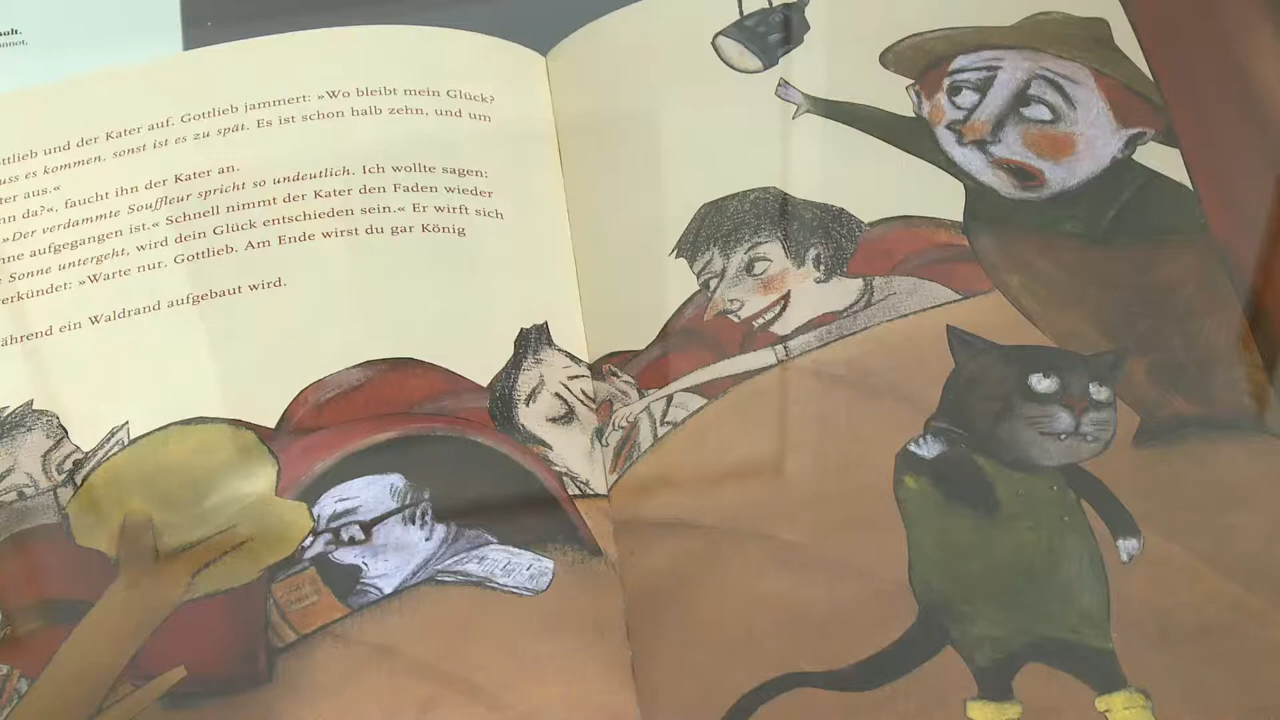 ult.
nnot,
ttlieb und der Kater auf. Gottlieb jammert: »Wo bleibt mein Glück?
uss es kommen, sonst ist es zu spät. Es ist schon halb zehn, und um
ter aus.«
nn da?«, faucht ihn der Kater an.
»Der verdammte Souffleur spricht so undeutlich. Ich wollte sagen:
nne aufgegangen ist.« Schnell nimmt der Kater den Faden wieder
e Sonne untergeht, wird dein Glück entschieden sein.« Er wirft sich
erkündet: »Warte nur, Gottlieb. Am Ende wirst du gar König
ährend ein Waldrand aufgebaut wird.